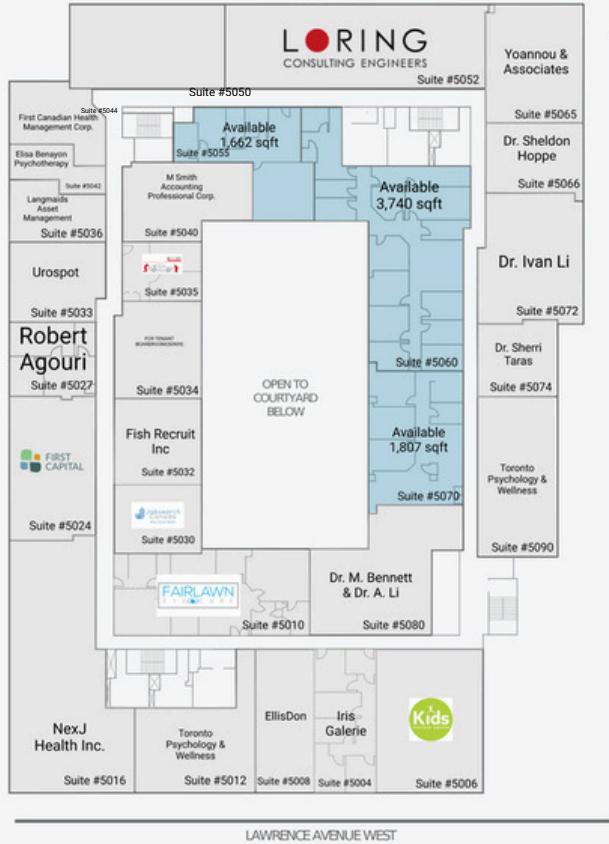 LORING
CONSULTING ENGINEERS
Suite #5052
Yoannou &
Associates
Suite #5065
Suite #5050
Suite #5044
First Canadian Health
Management Corp.
Available
1,662 sqft
Suite #5055
Dr. Sheldon
Hoppe
Suite #5066
Elisa Benayon
Psychotherapy
Suite #5042
Langmaids
Asset
Management
Suite #5036
M Smith
Accounting
Professional Corp.
Suite #5040
Available
3,740 sqft
Suite #5060
Dr. Ivan Li
Suite #5072
Urospot
Suite #5033
Suite #5035
Robert
Agouri
Suite #5027
FOR TENANT
Suite #5034
Dr. Sherri
Taras
Suite #5074
OPEN TO
COURTYARD
BELOW
FIRST
CAPITAL
Suite #5024
Fish Recruit
Inc
Suite #5032
Available
1,807 sqft
Suite #5070
Toronto
Psychology &
Wellness
Suite #5090
Jobsearch
Canada
Suite #5030
FAIRLAWN
Suite #5010
Dr. M. Bennett
& Dr. A. Li
Suite #5080
NexJ
Health Inc.
Suite #5016
Toronto
Psychology &
Wellness
Suite #5012
EllisDon
Suite #5008
Iris
Galerie
Suite #5004
Kids
Suite #5006
LAWRENCE AVENUE WEST